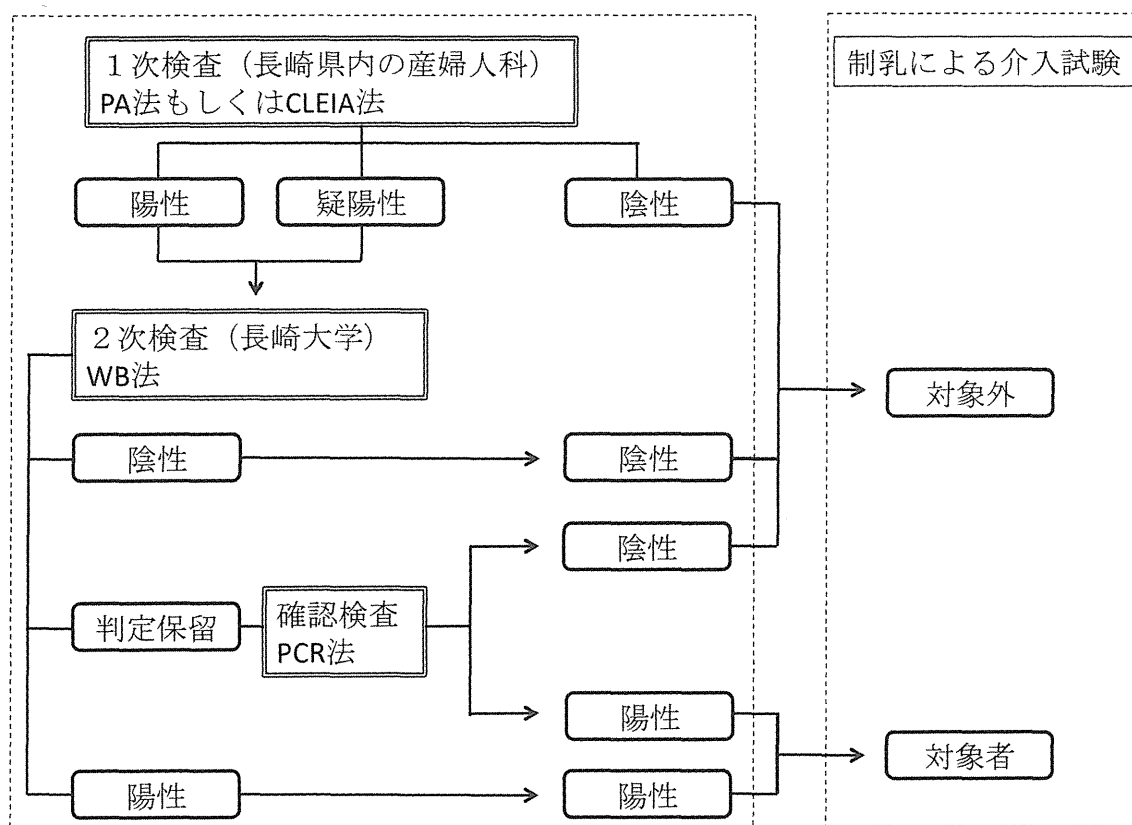 1次検査（長崎県内の産婦人科）
PA法もしくはCLEIA法
制乳による介入試験
陽性
疑陽性
陰性
2次検査（長崎大学）
WB法
対象外
陰性
陰性
陰性
判定保留
確認検査
PCR法
陽性
対象者
陽性
陽性